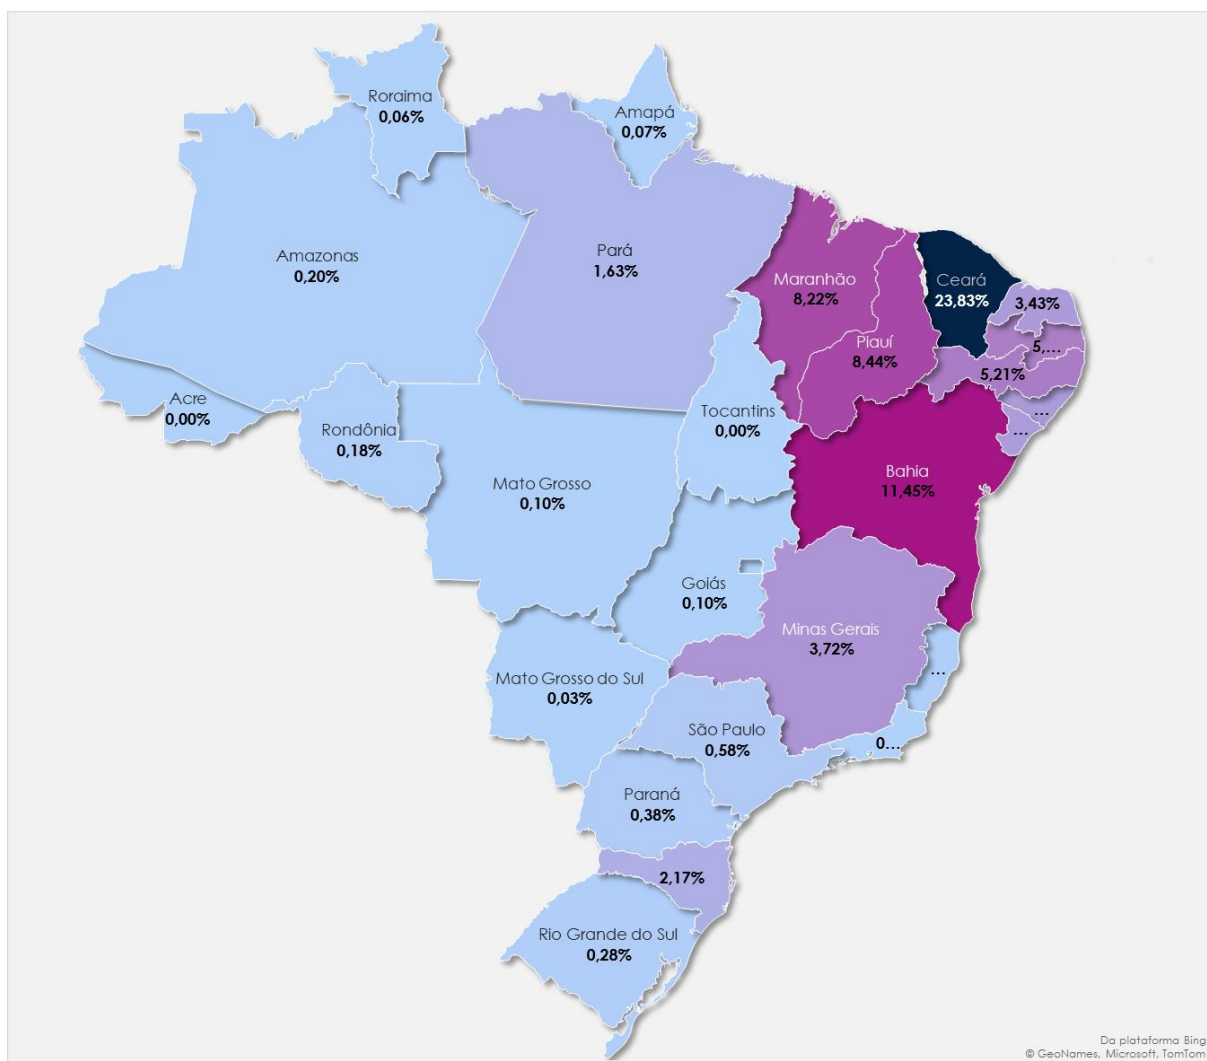 Roraima
0,06%
Amapá
0,07%
Amazonas
0,20%
Pará
1,63%
Maranhão
8,22%
Ceará
23,83%
3,43%
Piauí
8,44%
5,...
5,21%
Acre
0,00%
Rondônia
0,18%
Tocantins
0,00%
...
...
Mato Grosso
0,10%
Bahia
11,45%
Goiás
0,10%
Minas Gerais
3,72%
Mato Grosso do Sul
0,03%
...
São Paulo
0,58%
0...
Paraná
0,38%
2,17%
Rio Grande do Sul
0,28%
Da plataforma Bing
© GeoNames, Microsoft, TomTom